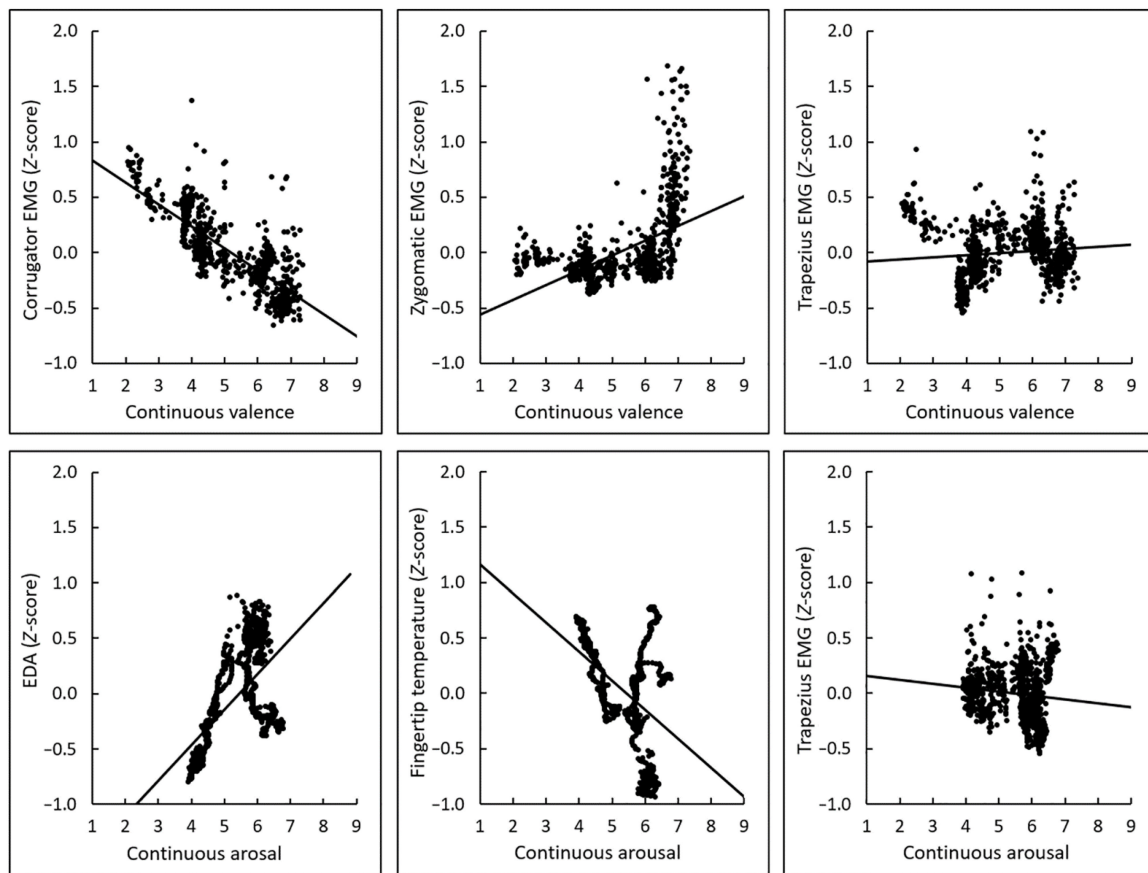 2.0
1.5
1.0
0.5
0.0
−0.5
−1.0
Corrugator EMG (Z-score)
1 2 3 4 5 6 7 8 9
Continuous valence
2.0
1.5
1.0
0.5
0.0
−0.5
−1.0
Zygomatic EMG (Z-score)
1 2 3 4 5 6 7 8 9
Continuous valence
2.0
1.5
1.0
0.5
0.0
−0.5
−1.0
Trapezius EMG (Z-score)
1 2 3 4 5 6 7 8 9
Continuous valence
2.0
1.5
1.0
0.5
0.0
−0.5
−1.0
EDA (Z-score)
1 2 3 4 5 6 7 8 9
Continuous arosal
2.0
1.5
1.0
0.5
0.0
−0.5
−1.0
Fingertip temperature (Z-score)
1 2 3 4 5 6 7 8 9
Continuous arousal
2.0
1.5
1.0
0.5
0.0
−0.5
−1.0
Trapezius EMG (Z-score)
1 2 3 4 5 6 7 8 9
Continuous arousal